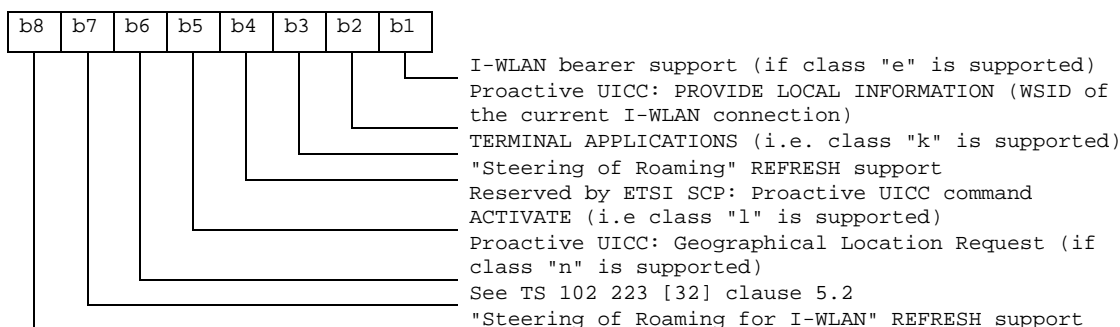 b8 b7 b6 b5 b4 b3 b2 b1
I-WLAN bearer support (if class "e" is supported)
Proactive UICC: PROVIDE LOCAL INFORMATION (WSID of
the current I-WLAN connection)
TERMINAL APPLICATIONS (i.e. class "k" is supported)
"Steering of Roaming" REFRESH support
Reserved by ETSI SCP: Proactive UICC command
ACTIVATE (i.e class "l" is supported)
Proactive UICC: Geographical Location Request (if
class "n" is supported)
See TS 102 223 [32] clause 5.2
"Steering of Roaming for I-WLAN" REFRESH support